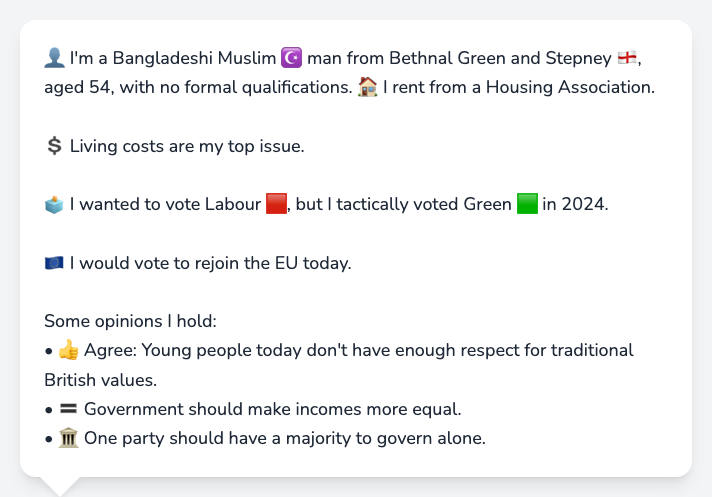 👤 I'm a Bangladeshi Muslim ☪️ man from Bethnal Green and Stepney 🏴󠁧󠁢󠁥󠁮󠁧󠁿,
aged 54, with no formal qualifications. 🏠 I rent from a Housing Association.
💲 Living costs are my top issue.
🗳️ I wanted to vote Labour 🟥, but I tactically voted Green 🟩 in 2024.
🇪🇺 I would vote to rejoin the EU today.
Some opinions I hold:
• 👍 Agree: Young people today don't have enough respect for traditional
British values.
• 🟰 Government should make incomes more equal.
• 🏛️ One party should have a majority to govern alone.